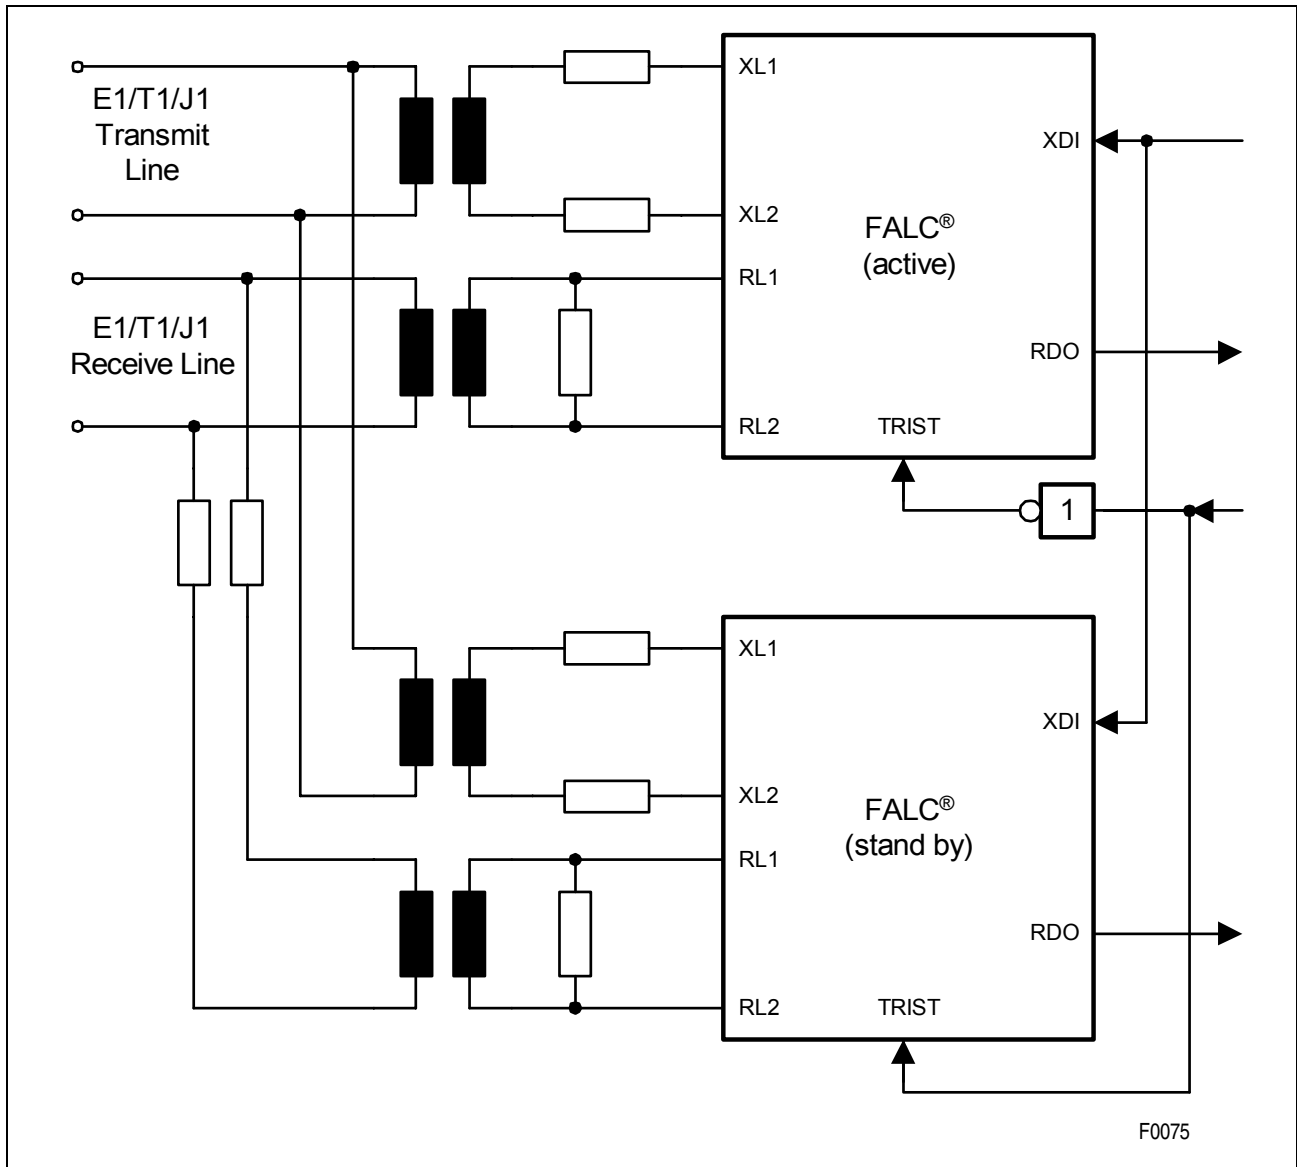 E1/T1/J1
Transmit
Line
E1/T1/J1
Receive Line
XL1
XL2
RL1
RL2
FALC®
(active)
XDI
RDO
TRIST
1
XL1
XL2
RL1
RL2
FALC®
(stand by)
XDI
RDO
TRIST
F0075